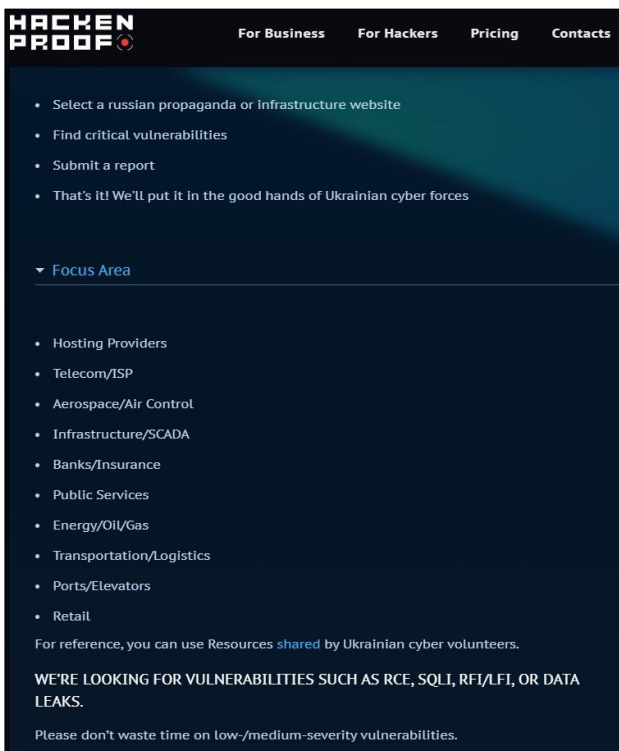 HACKEN
PROOF
For Business For Hackers Pricing Contacts
• Select a russian propaganda or infrastructure website
• Find critical vulnerabilities
• Submit a report
• That's it! We'll put it in the good hands of Ukrainian cyber forces
Focus Area
• Hosting Providers
• Telecom/ISP
• Aerospace/Air Control
• Infrastructure/SCADA
• Banks/Insurance
• Public Services
• Energy/Oil/Gas
• Transportation/Logistics
• Ports/Elevators
• Retail
For reference, you can use Resources shared by Ukrainian cyber volunteers.
WE'RE LOOKING FOR VULNERABILITIES SUCH AS RCE, SQLI, RFI/LFI, OR DATA
LEAKS.
Please don't waste time on low-/medium-severity vulnerabilities.